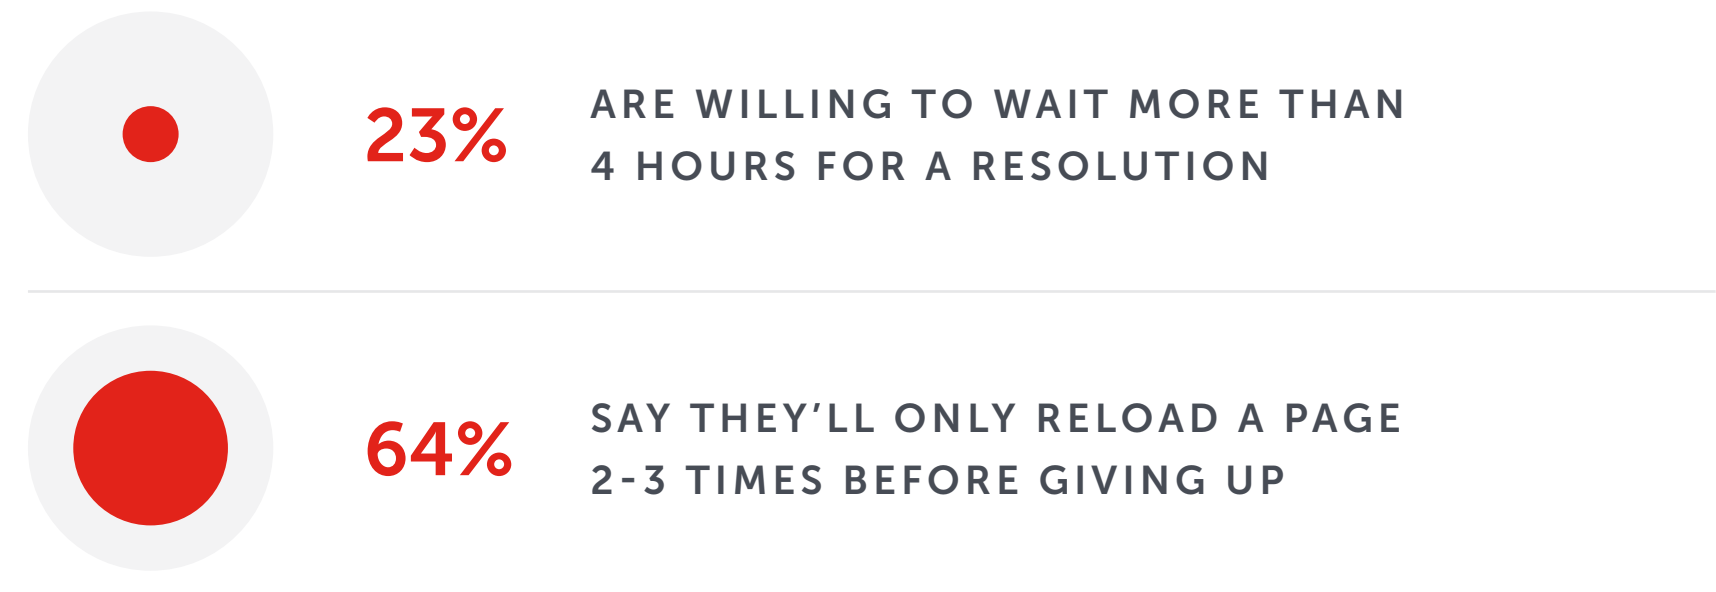 23%
ARE WILLING TO WAIT MORE THAN
4 HOURS FOR A RESOLUTION
64%
SAY THEY’LL ONLY RELOAD A PAGE
2-3 TIMES BEFORE GIVING UP